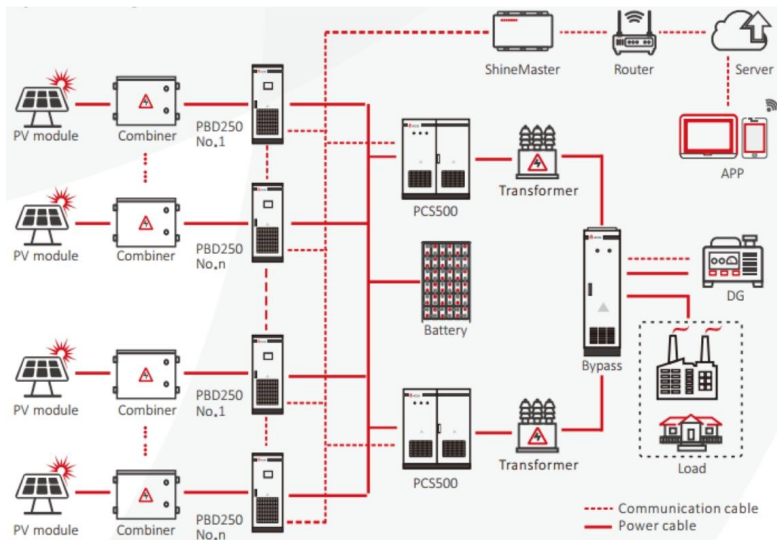 ShineMaster
Router
Server
PV module
Combiner
PBD250
No.1
APP
PCS500
Transformer
PV module
Combiner
PBD250
No.n
Battery
DG
Bypass
PV module
Combiner
PBD250
No.1
PCS500
Transformer
Load
PV module
Combiner
PBD250
No.n
Communication cable
Power cable